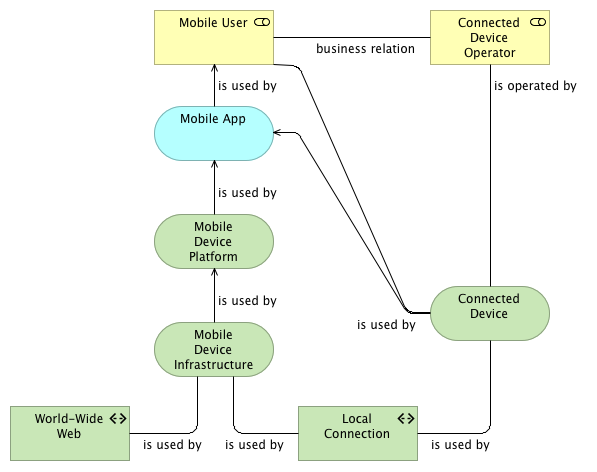 Mobile User
Connected
Device
Operator
business relation
is used by
is operated by
Mobile App
is used by
Mobile
Device
Platform
is used by
Connected
Device
is used by
Mobile
Device
Infrastructure
World-Wide
Web
Local
Connection
is used by
is used by
is used by